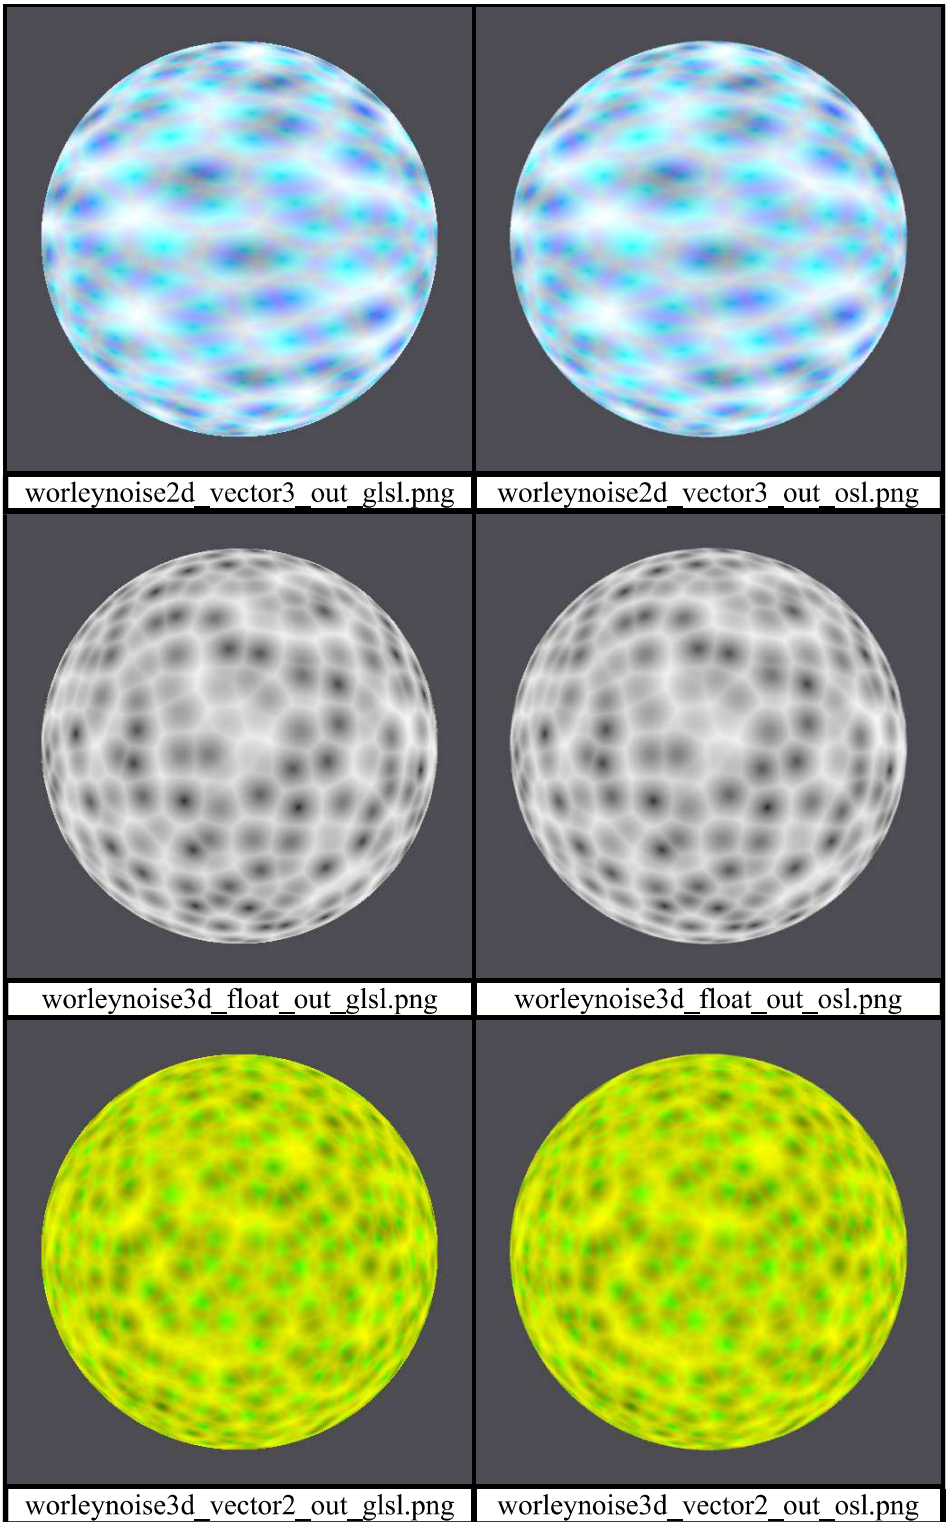 worleynoise2d_vector3_out_glsl.png
worleynoise2d_vector3_out_osl.png
worleynoise3d_float_out_glsl.png
worleynoise3d_float_out_osl.png
worleynoise3d_vector2_out_glsl.png
worleynoise3d_vector2_out_osl.png